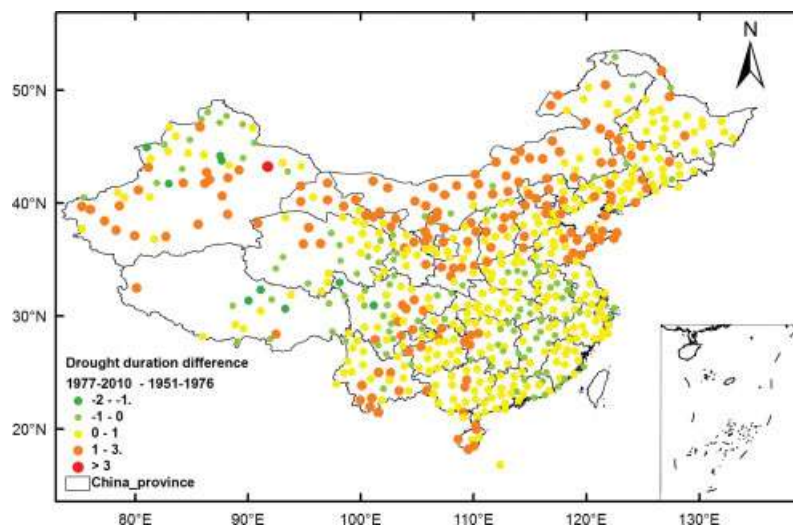 N
50°N
40°N
30°N
20°N
Drought duration difference
1977-2010 - 1951-1976
-2 - -1.
-1 - 0
0 - 1
1 - 3.
> 3
China_province
80°E 90°E 100°E 110°E 120°E 130°E